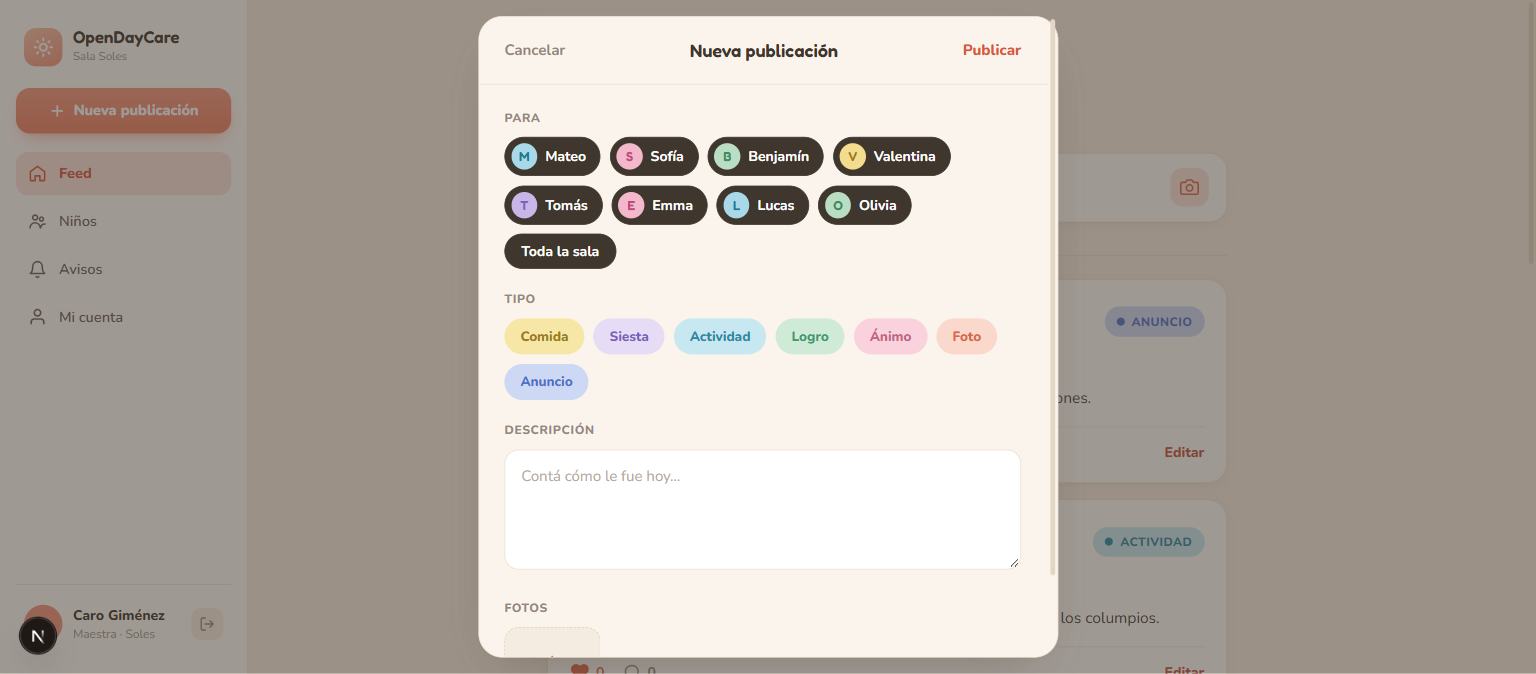 OpenDayCare
Sala Soles
+ Nueva publicación
Feed
Niños
Avisos
Mi cuenta
N
Caro Giménez
Maestra · Soles
Cancelar
Nueva publicación
Publicar
PARA
M Mateo
S Sofía
B Benjamín
V Valentina
T Tomás
E Emma
L Lucas
O Olivia
Toda la sala
TIPO
Comida
Siesta
Actividad
Logro
Ánimo
Foto
Anuncio
DESCRIPCIÓN
Contá cómo le fue hoy...
FOTOS
ANUNCIO
Editar
ACTIVIDAD
los columpios.
0
0
Editar